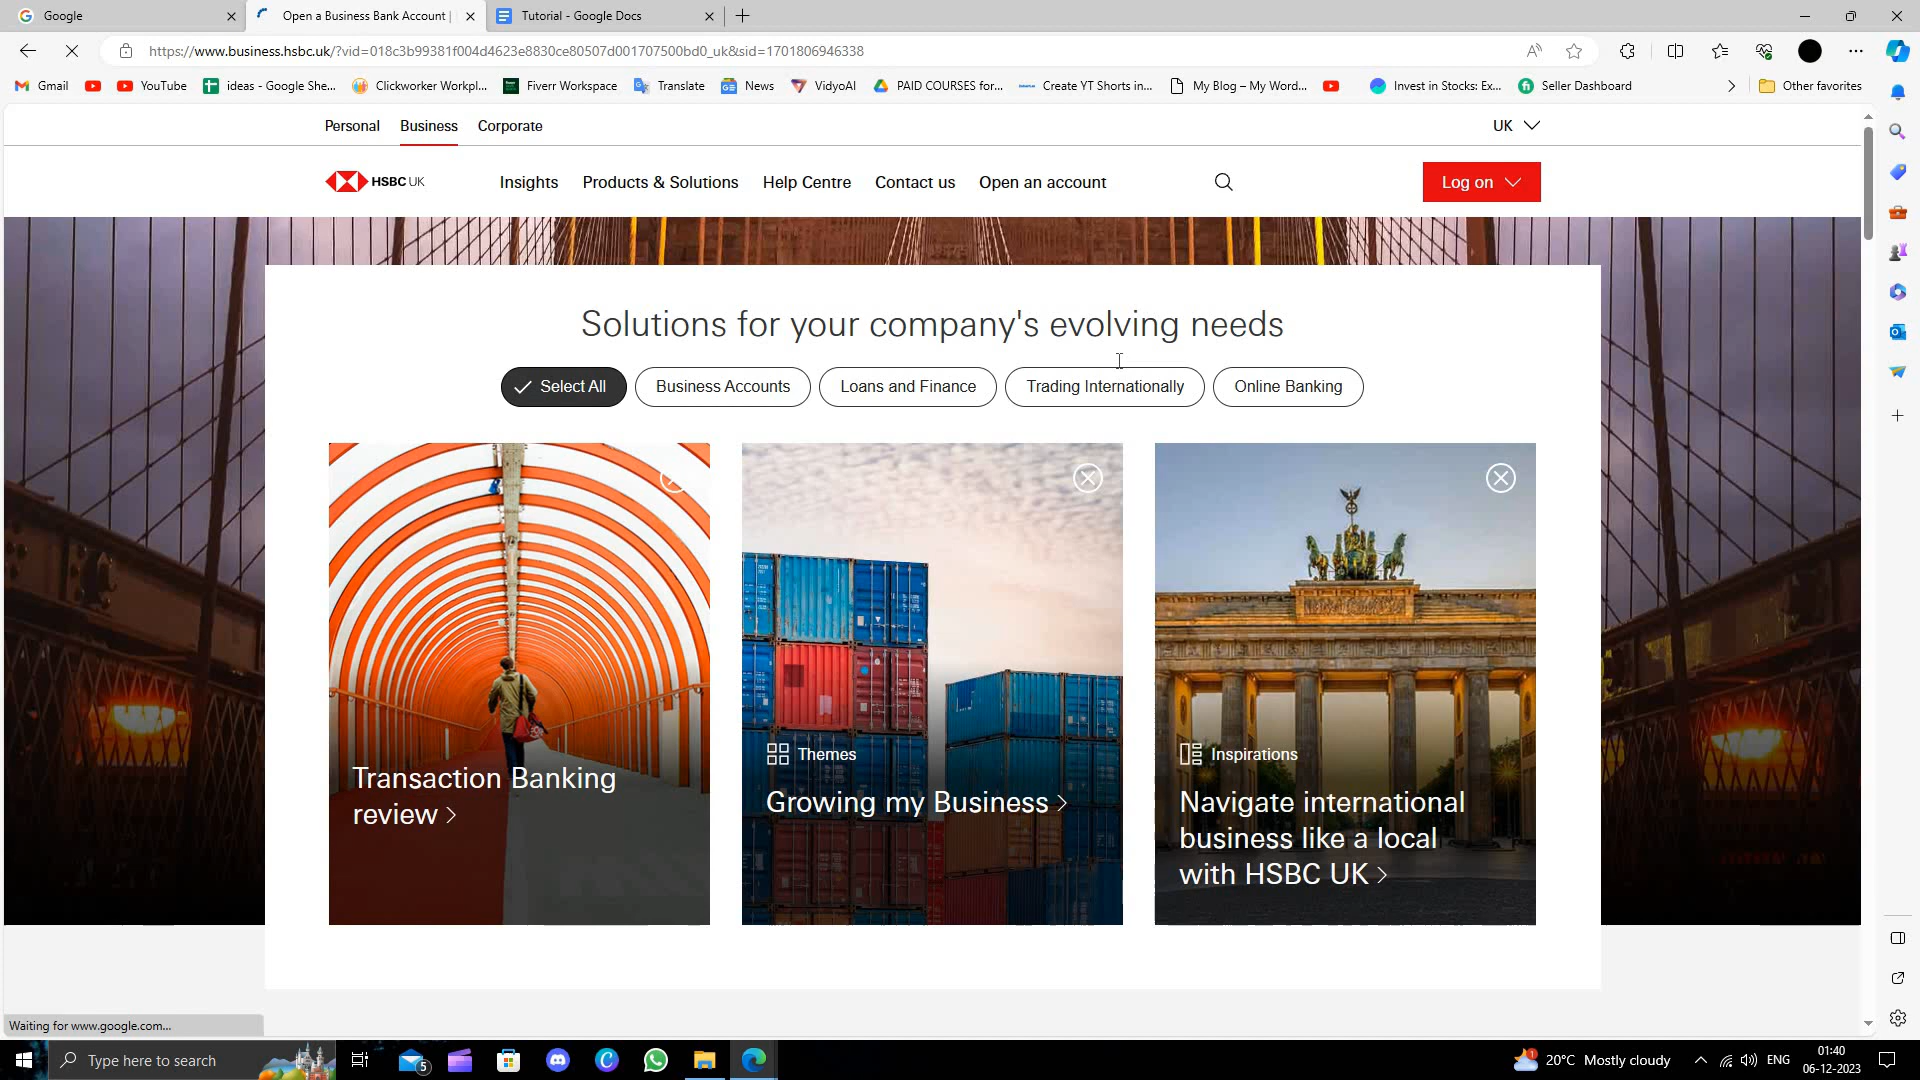 Google
Open a Business Bank Account |
Tutorial - Google Docs
https://www.business.hsbc.uk/?vid=018c3b99381f004d4623e8830ce80507d001707500bd0_uk&sid=1701806946338
Gmail
YouTube
ideas - Google She...
Clickworker Workpl...
Fiverr Workspace
Translate
News
VidyoAI
PAID COURSES for...
Create YT Shorts in...
My Blog – My Word...
Invest in Stocks: Ex...
Seller Dashboard
Other favorites
Personal
Business
Corporate
UK
HSBC UK
Insights
Products & Solutions
Help Centre
Contact us
Open an account
Log on
Solutions for your company's evolving needs
Select All
Business Accounts
Loans and Finance
Trading Internationally
Online Banking
Transaction Banking
review
Themes
Growing my Business
Inspirations
Navigate international
business like a local
with HSBC UK
Waiting for www.google.com...
Type here to search
5
1
20°C Mostly cloudy
ENG
01:40
06-12-2023